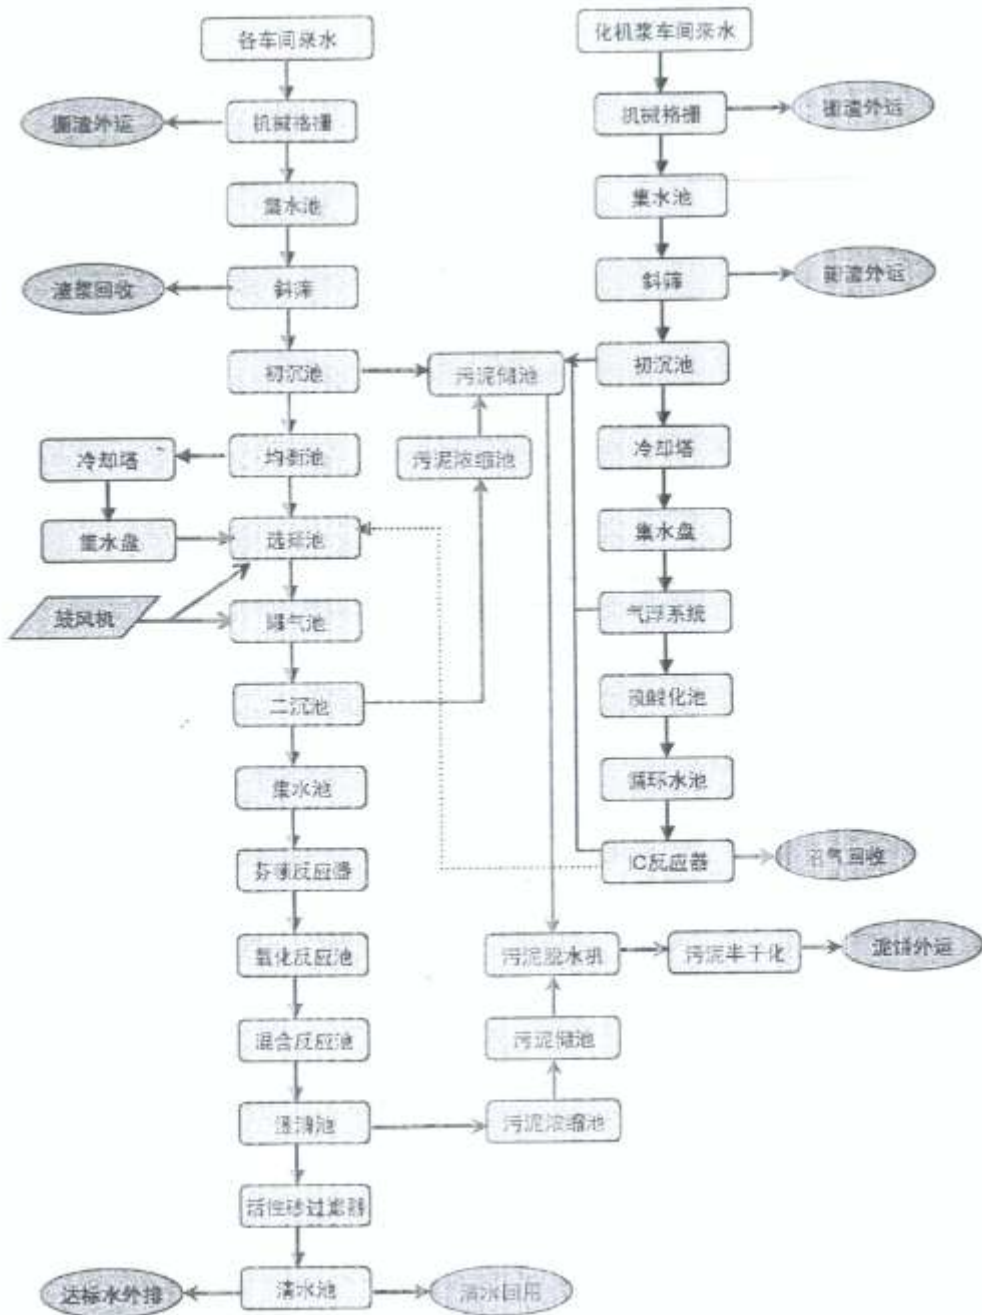 各车间来水
化机浆车间来水
机械格栅
栅渣外运
机械格栅
栅渣外运
集水池
集水池
斜筛
渣浆回收
斜筛
栅渣外运
初沉池
污泥储池
初沉池
均衡池
冷却塔
污泥浓缩池
冷却塔
选择池
集水盘
集水盘
鼓风机
曝气池
气浮系统
二沉池
预酸化池
集水池
循环水池
芬顿反应器
IC反应器
沼气回收
氧化反应池
污泥脱水机
污泥半干化
泥饼外运
混合反应池
污泥储池
澄清池
污泥浓缩池
活性砂过滤器
达标水外排
清水池
清水回用